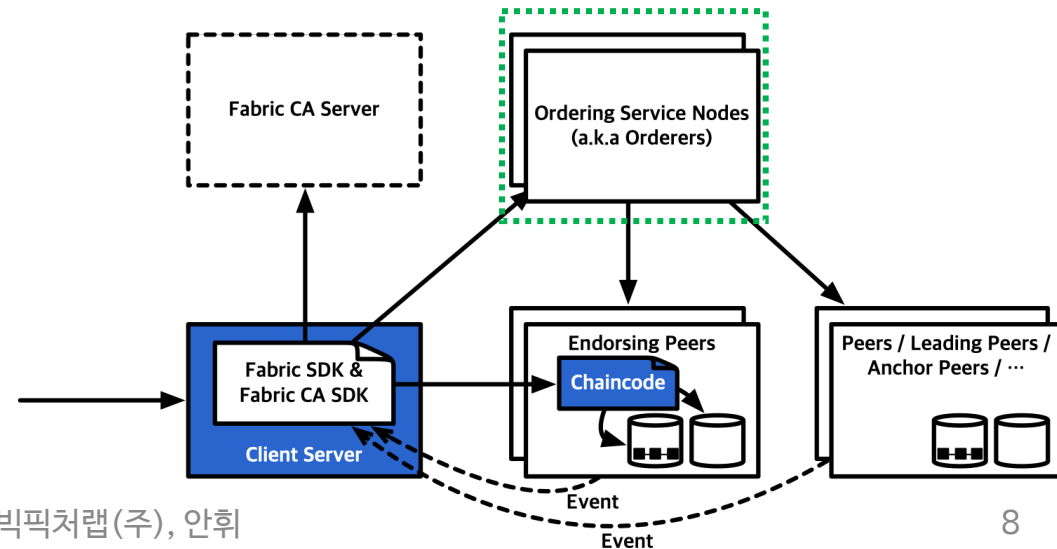 Fabric CA Server
Ordering Service Nodes
(a.k.a Orderers)
Fabric SDK &
Fabric CA SDK
Client Server
Endorsing Peers
Chaincode
Peers / Leading Peers /
Anchor Peers / ⋯
Event
Event
빅픽처랩(주), 안휘
8